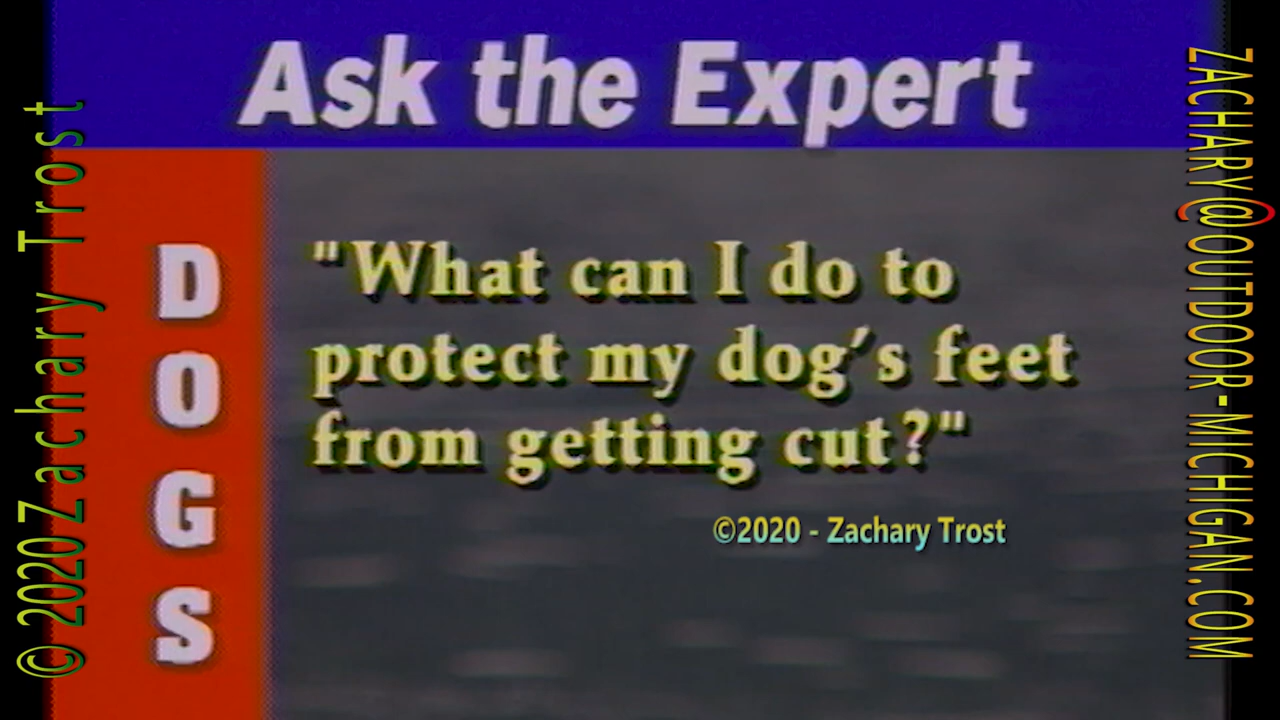 Ask the Expert
DOGS
"What can I do to
protect my dog's feet
from getting cut?"
©2020 - Zachary Trost
© 2020 Zachary Trost
ZACHARY@OUTDOOR-MICHIGAN.COM